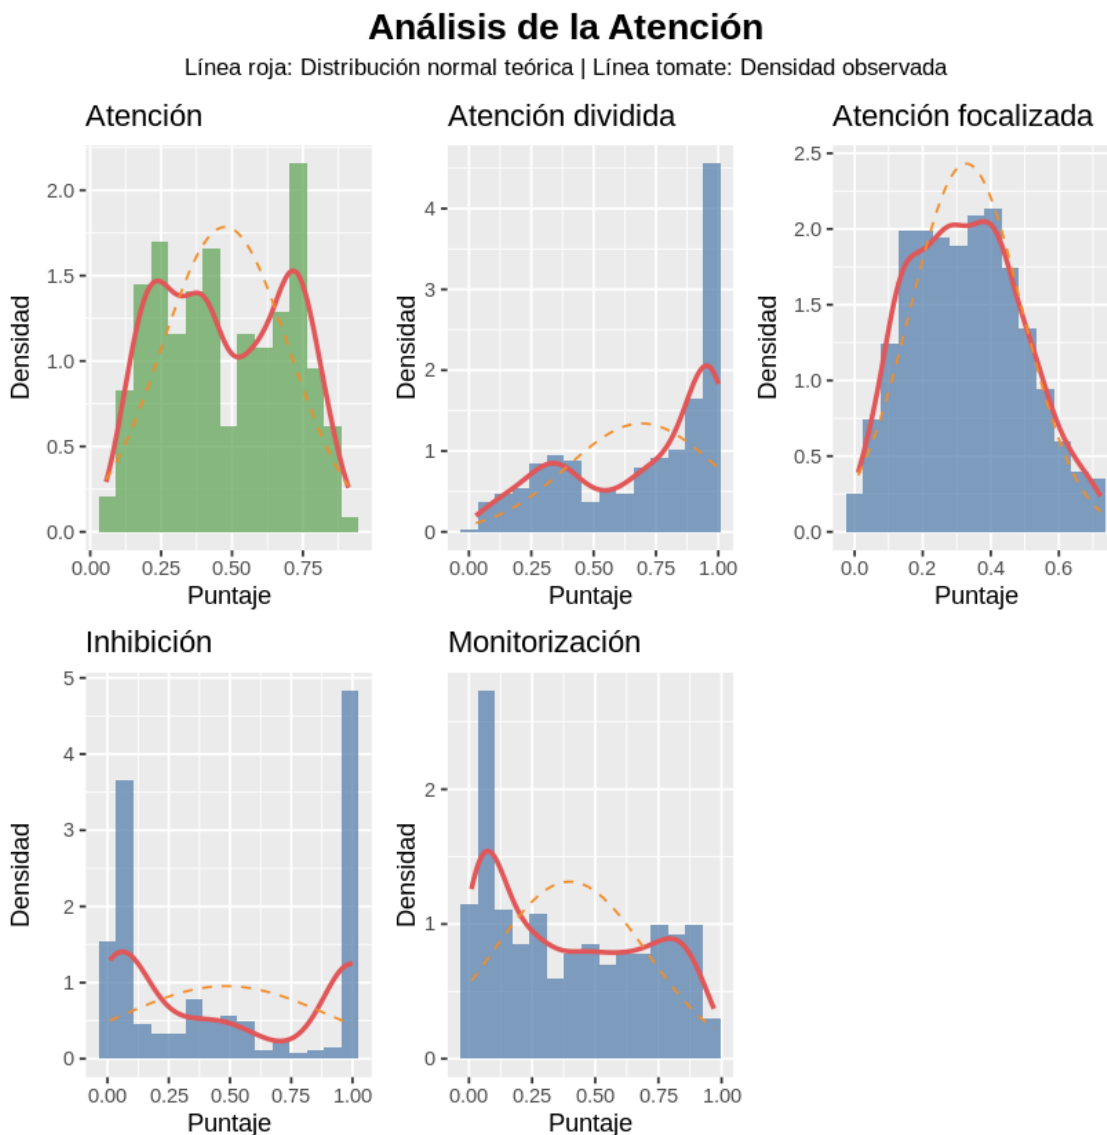 Análisis de la Atención
Línea roja: Distribución normal teórica | Línea tomate: Densidad observada
Atención
Densidad
2.0
1.5
1.0
0.5
0.0
0.00 0.25 0.50 0.75
Puntaje
Atención dividida
Densidad
4
3
2
1
0
0.00 0.25 0.50 0.75 1.00
Puntaje
Atención focalizada
Densidad
2.5
2.0
1.5
1.0
0.5
0.0
0.0 0.2 0.4 0.6
Puntaje
Inhibición
Densidad
5
4
3
2
1
0
0.00 0.25 0.50 0.75 1.00
Puntaje
Monitorización
Densidad
2
1
0
0.00 0.25 0.50 0.75 1.00
Puntaje